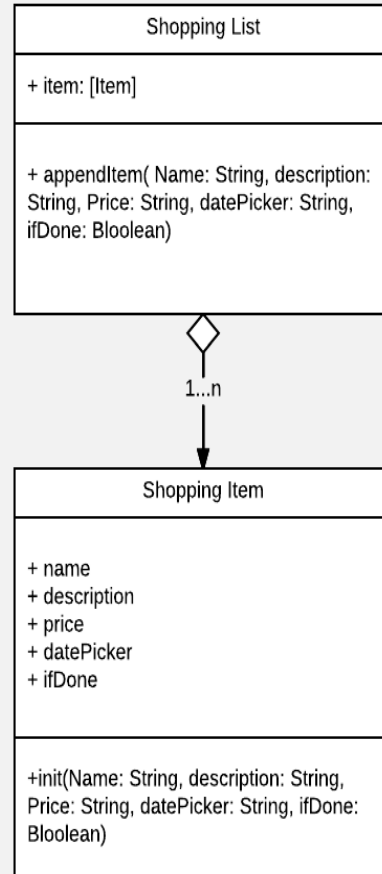 Shopping List
+ item: [Item]
+ appendItem( Name: String, description:
String, Price: String, datePicker: String,
ifDone: Bloolean)
1...n
Shopping Item
+ name
+ description
+ price
+ datePicker
+ ifDone
+init(Name: String, description: String,
Price: String, datePicker: String, ifDone:
Bloolean)